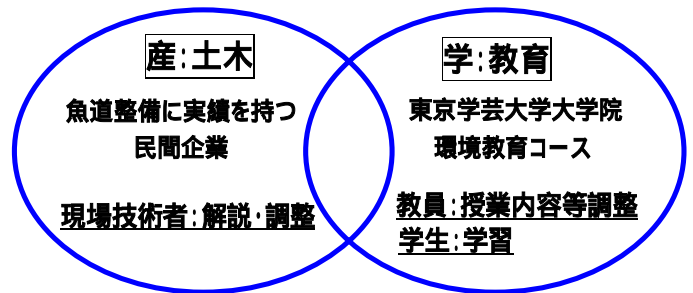 産:土木
魚道整備に実績を持つ
民間企業
現場技術者:解説・調整
学:教育
東京学芸大学大学院
環境教育コース
教員:授業内容等調整
学生:学習